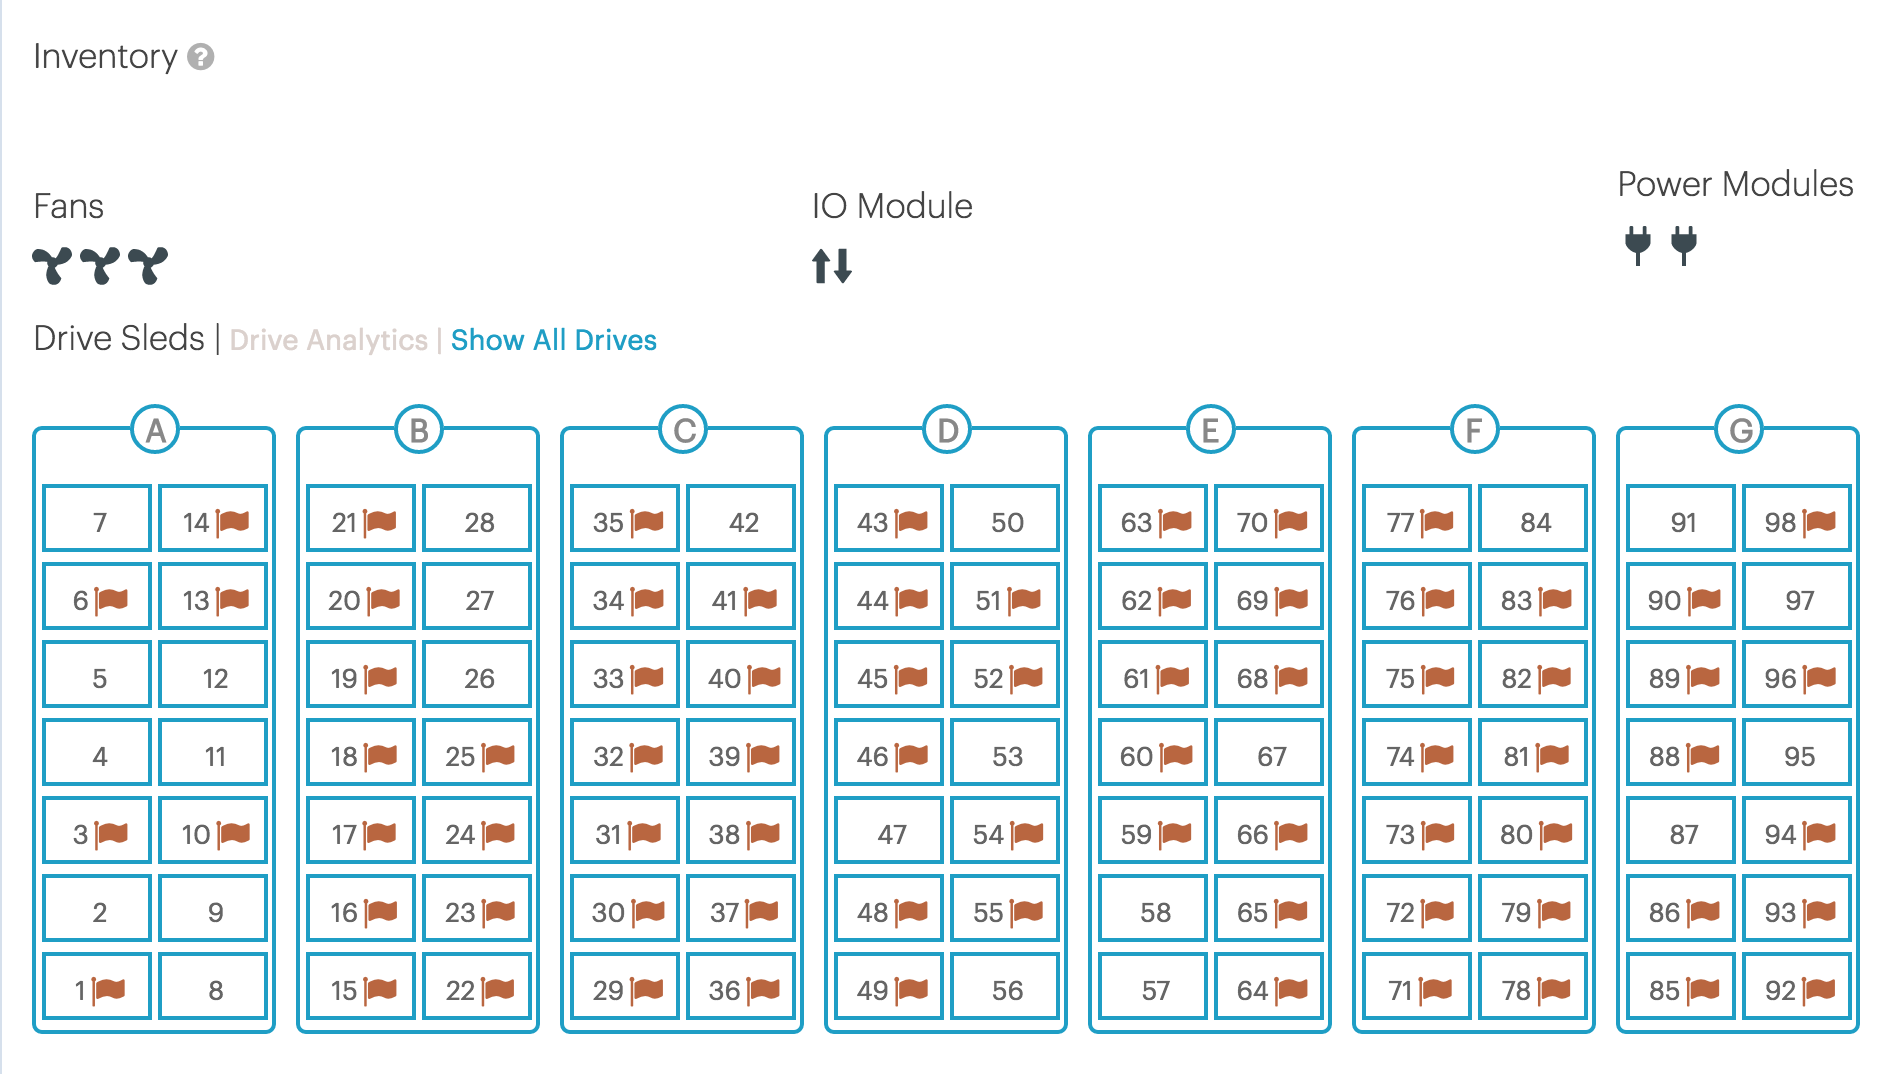 Inventory ?
Power Modules
Fans IO Module
Drive Sleds | Drive Analytics | Show All Drives
A B C D E F G
7 14 21 28 35 42 43 50 63 70 77 84 91 98
6 13 20 27 34 41 44 51 62 69 76 83 90 97
5 12 19 26 33 40 45 52 61 68 75 82 89 96
4 11 18 25 32 39 46 53 60 67 74 81 88 95
3 10 17 24 31 38 47 54 59 66 73 80 87 94
2 9 16 23 30 37 48 55 58 65 72 79 86 93
1 8 15 22 29 36 49 56 57 64 71 78 85 92